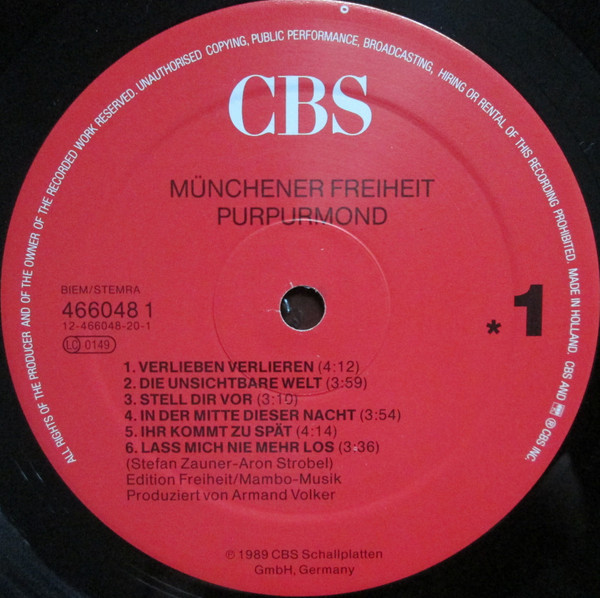 ALL RIGHTS OF THE PRODUCER AND OF THE OWNER OF THE RECORDED WORK RESERVED. UNAUTHORISED COPYING, PUBLIC PERFORMANCE, BROADCASTING, HIRING OR RENTAL OF THIS RECORDING PROHIBITED. MADE IN HOLLAND. CBS AND ℗ CBS INC.
CBS
MÜNCHENER FREIHEIT
PURPURMOND
BIEM/STEMRA
466048 1
12-466048-20-1
LC 0149
* 1
1. VERLIEBEN VERLIEREN (4:12)
2. DIE UNSICHTBARE WELT (3:59)
3. STELL DIR VOR (3:19)
4. IN DER MITTE DIESER NACHT (3:54)
5. IHR KOMMT ZU SPÄT (4:14)
6. LASS MICH NIE MEHR LOS (3:36)
(Stefan Zauner-Aron Strobel)
Edition Freiheit/Mambo-Musik
Produziert von Armand Volker
℗ 1989 CBS Schallplatten
GmbH, Germany